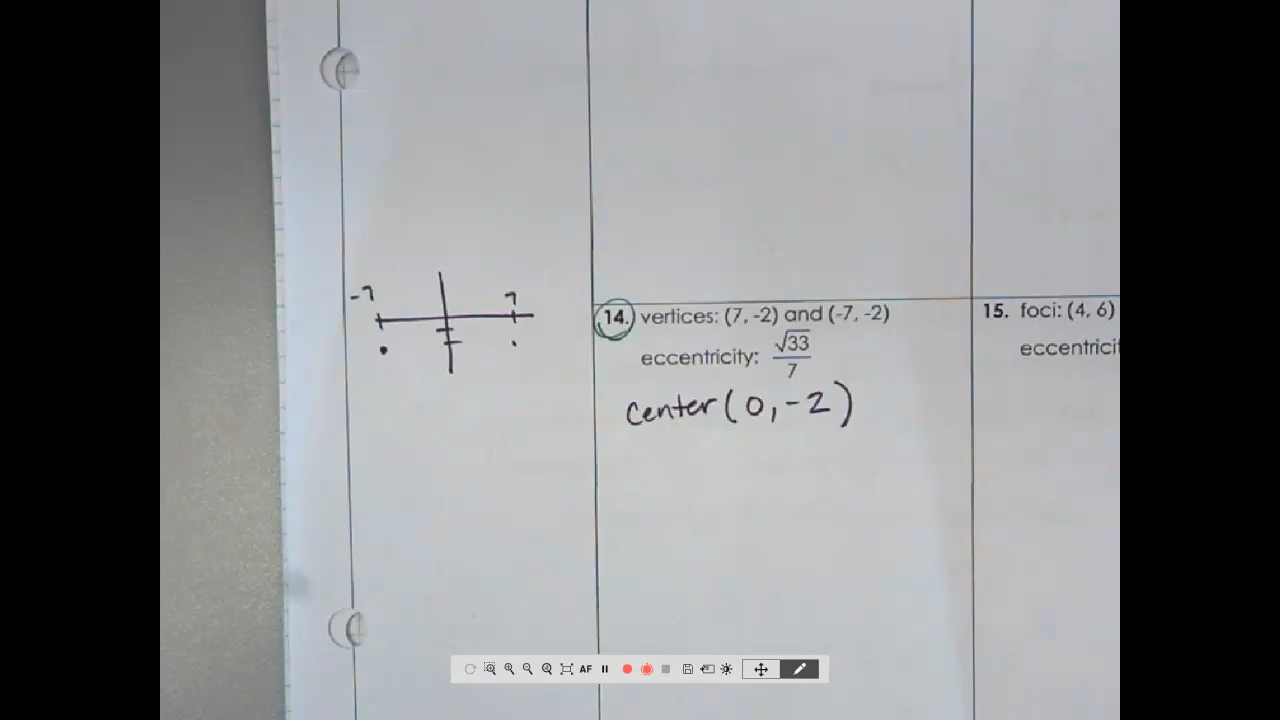 -7
7
14. vertices: (7, -2) and (-7, -2)
eccentricity: √33/7
center (0, -2)
15. foci: (4, 6)
eccentricit
AF